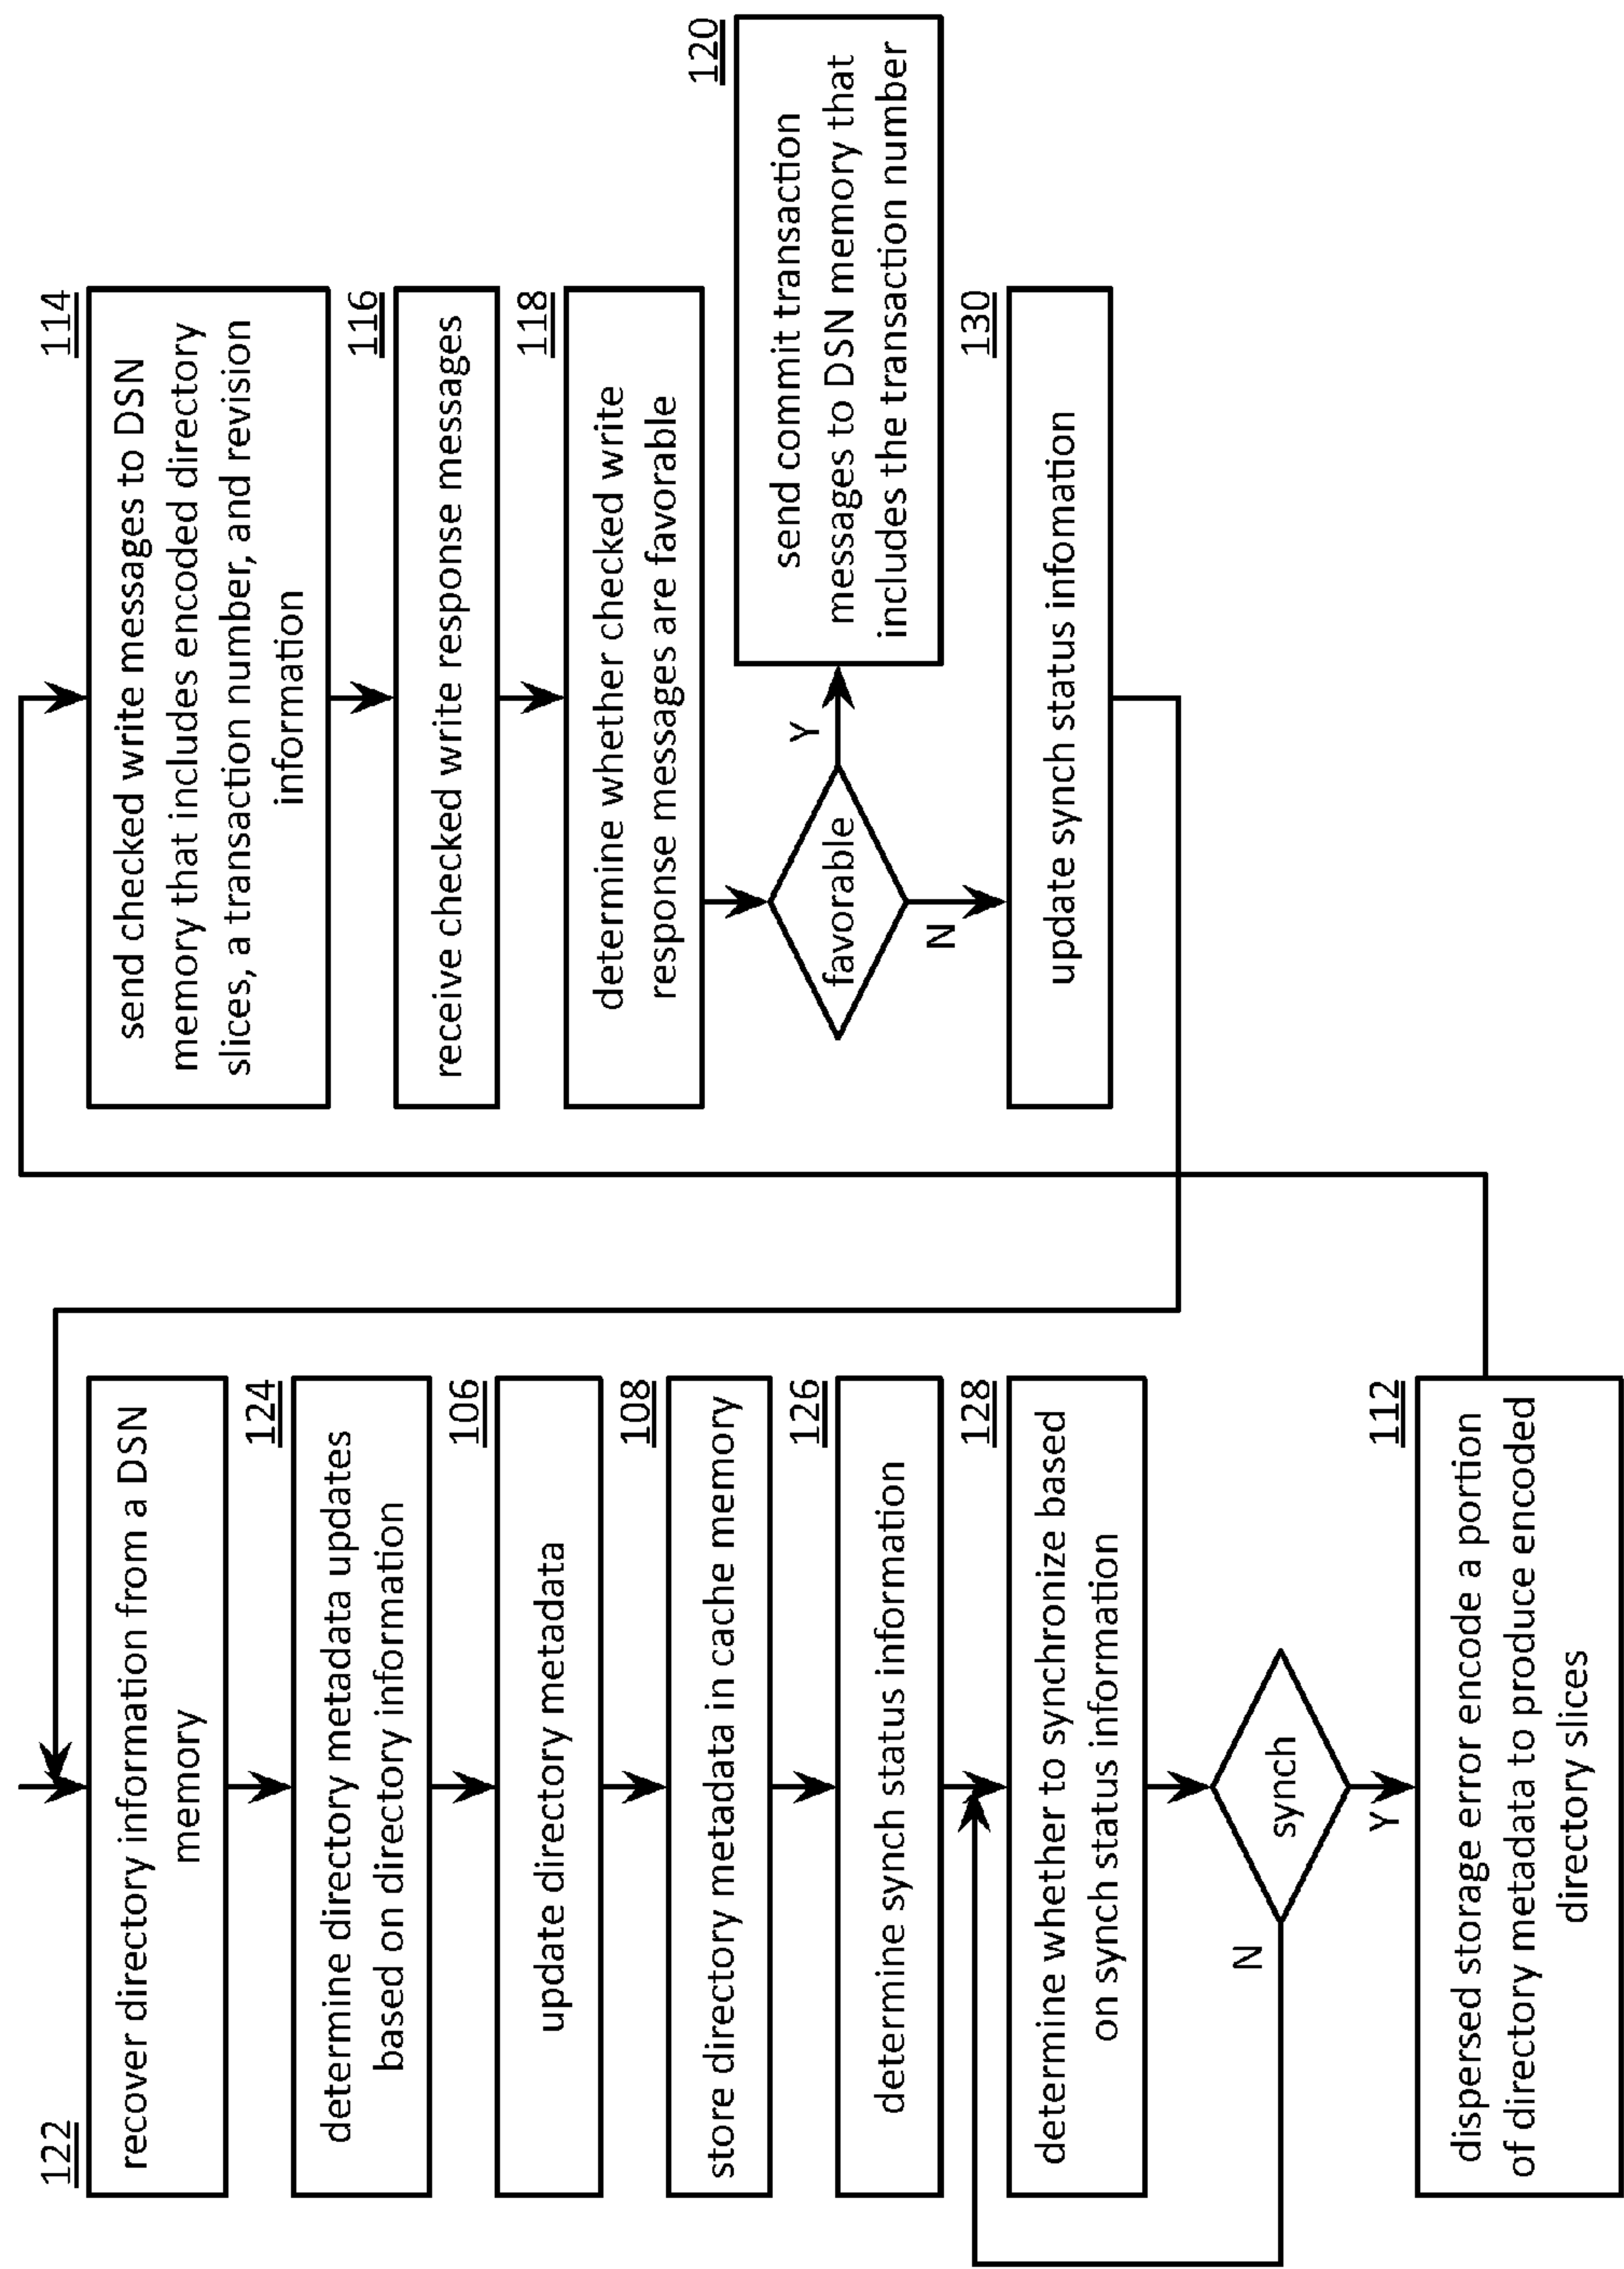 122
recover directory information from a DSN
memory
124
determine directory metadata updates
based on directory information
106
update directory metadata
108
store directory metadata in cache memory
126
determine synch status information
128
determine whether to synchronize based
on synch status information
synch
N
Y
112
dispersed storage error encode a portion
of directory metadata to produce encoded
directory slices
114
send checked write messages to DSN
memory that includes encoded directory
slices, a transaction number, and revision
information
116
receive checked write response messages
118
determine whether checked write
response messages are favorable
favorable
Y
N
120
send commit transaction
messages to DSN memory that
includes the transaction number
130
update synch status infomation